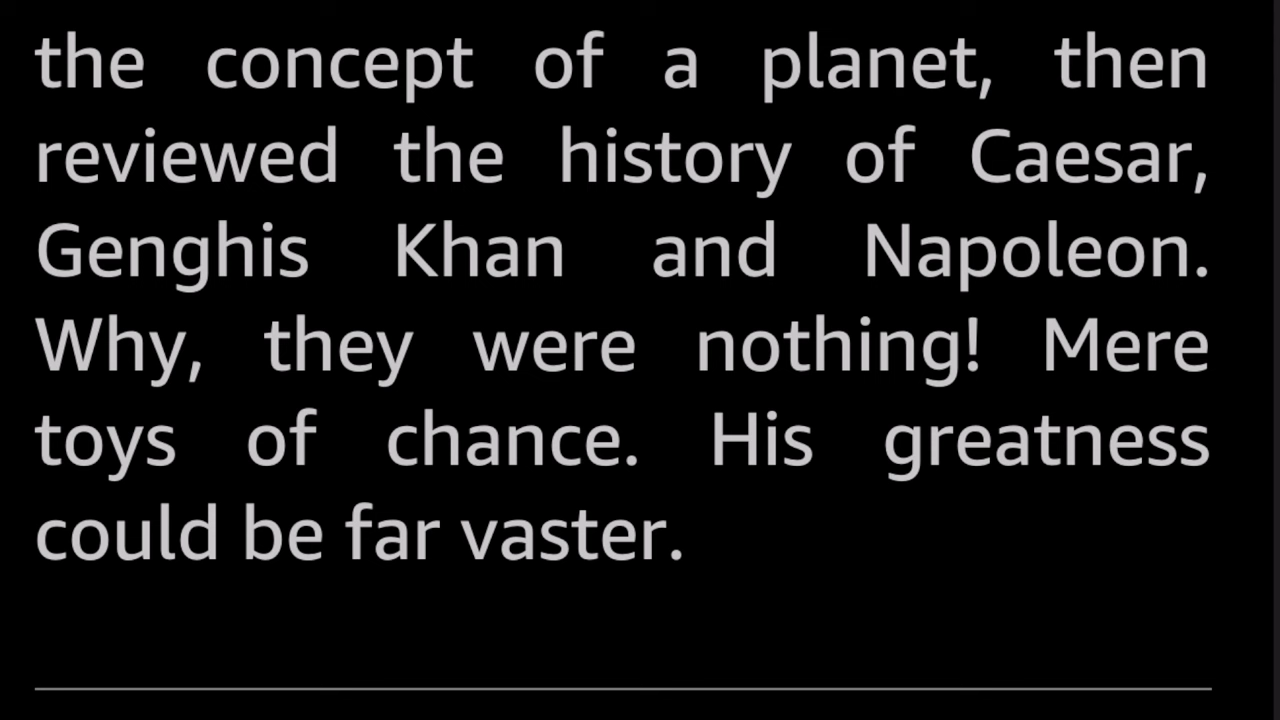 the concept of a planet, then
reviewed the history of Caesar,
Genghis Khan and Napoleon.
Why, they were nothing! Mere
toys of chance. His greatness
could be far vaster.